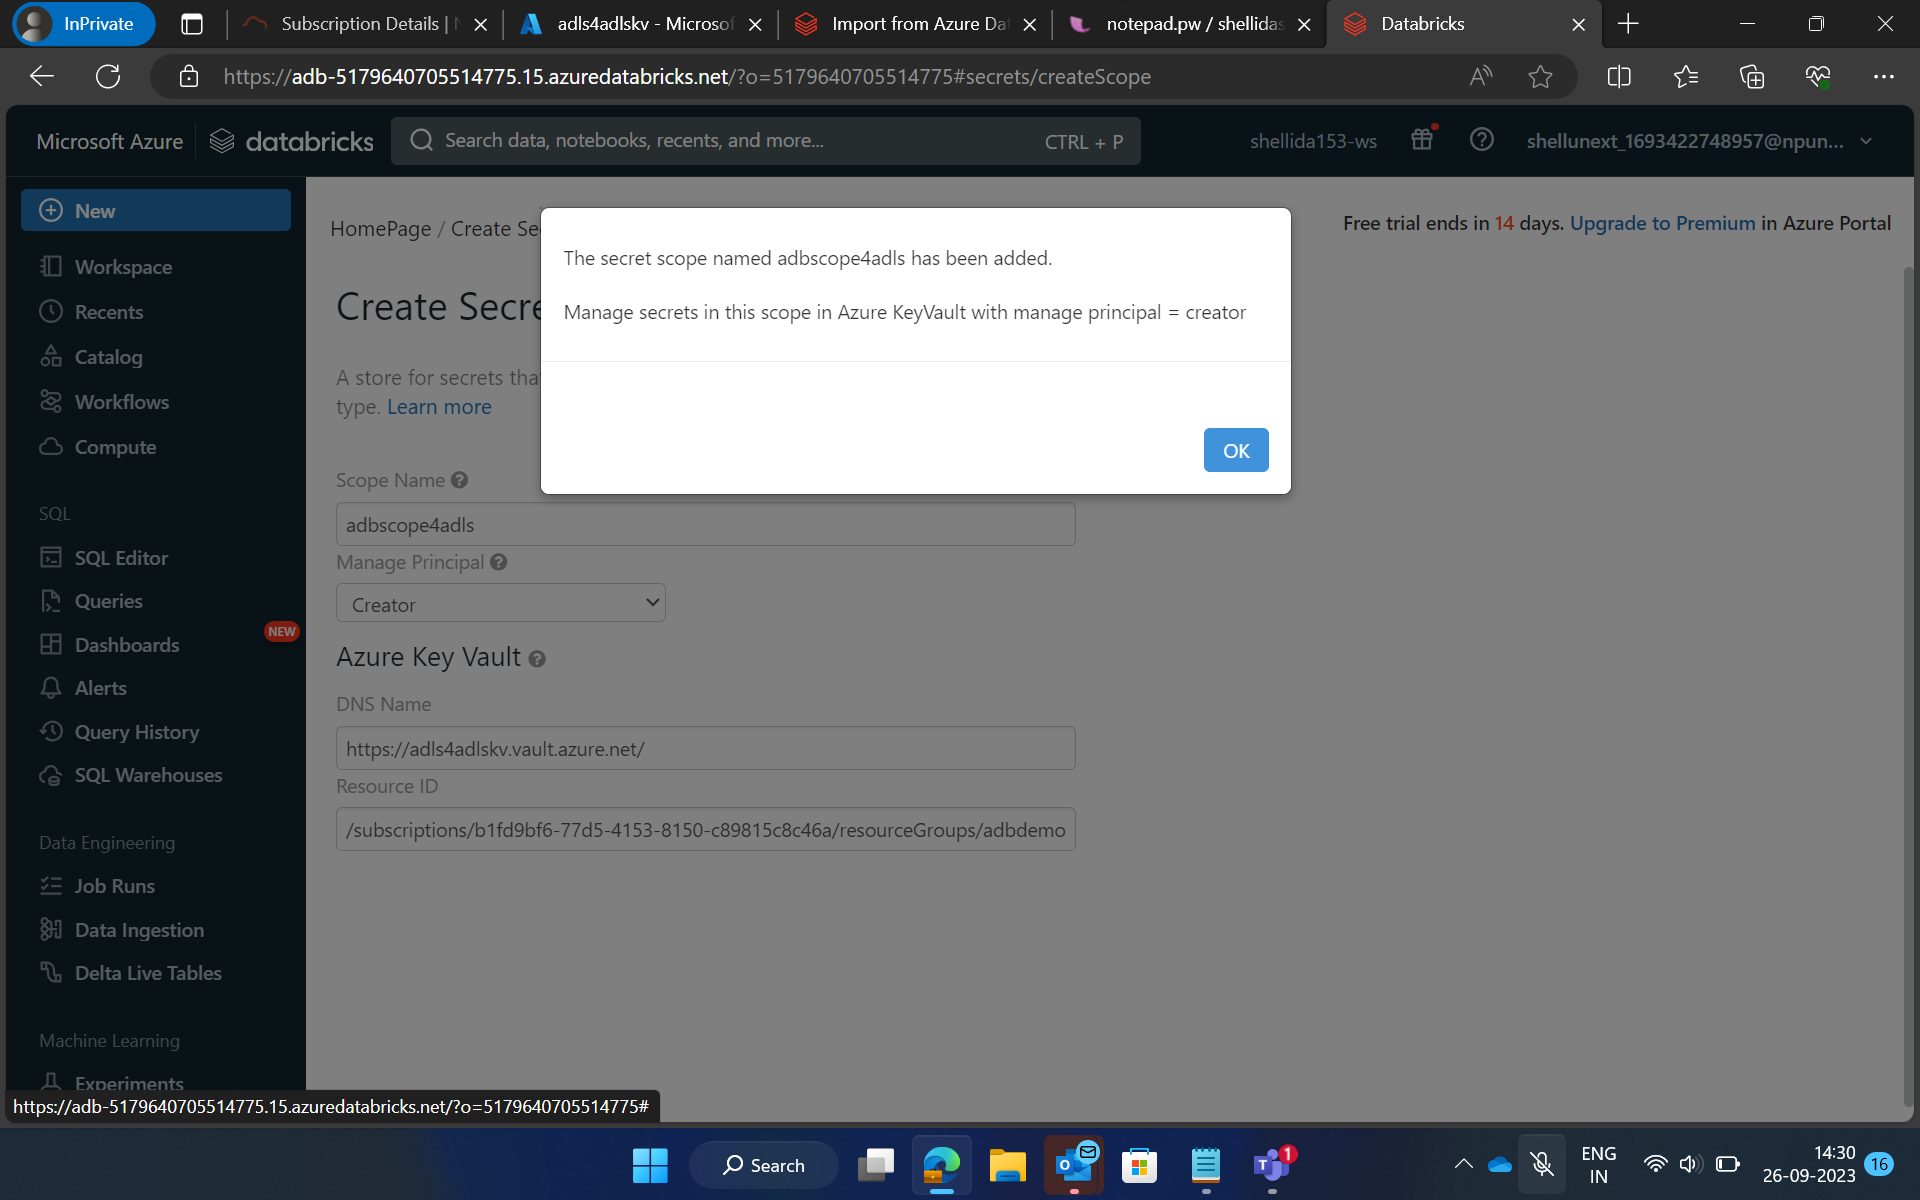 InPrivate
Subscription Details | N
adls4adlskv - Microsof
Import from Azure Da
notepad.pw / shellidas
Databricks
https://adb-5179640705514775.15.azuredatabricks.net/?o=5179640705514775#secrets/createScope
Microsoft Azure
databricks
Search data, notebooks, recents, and more...
CTRL + P
shellida153-ws
shellunext_1693422748957@npun...
New
Workspace
Recents
Catalog
Workflows
Compute
SQL
SQL Editor
Queries
Dashboards
NEW
Alerts
Query History
SQL Warehouses
Data Engineering
Job Runs
Data Ingestion
Delta Live Tables
Machine Learning
Experiments
HomePage / Create Se
Free trial ends in 14 days. Upgrade to Premium in Azure Portal
Create Secre
A store for secrets tha
type. Learn more
The secret scope named adbscope4adls has been added.
Manage secrets in this scope in Azure KeyVault with manage principal = creator
OK
Scope Name
adbscope4adls
Manage Principal
Creator
Azure Key Vault
DNS Name
https://adls4adlskv.vault.azure.net/
Resource ID
/subscriptions/b1fd9bf6-77d5-4153-8150-c89815c8c46a/resourceGroups/adbdemo
https://adb-5179640705514775.15.azuredatabricks.net/?o=5179640705514775#
Search
1
ENG
IN
14:30
26-09-2023
16